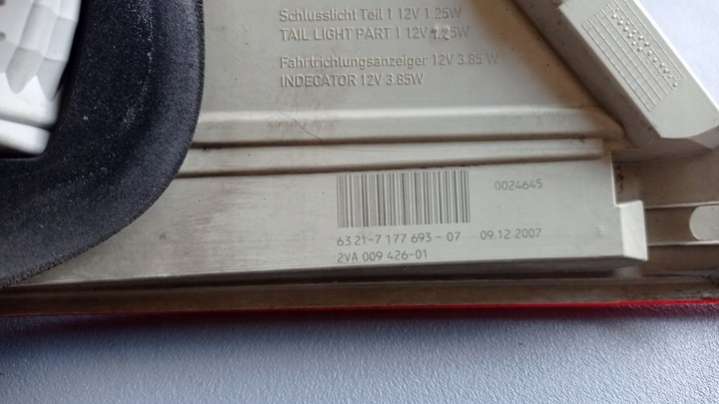 Schlusslicht Teil 1 12V 1.25W
TAIL LIGHT PART 1 12V 1.25W
Fahrtrichtungsanzeiger 12V 3.85 W
INDECATOR 12V 3.85W
0024645
63.21-7 177 693-07 09.12.2007
2VA 009 426-01